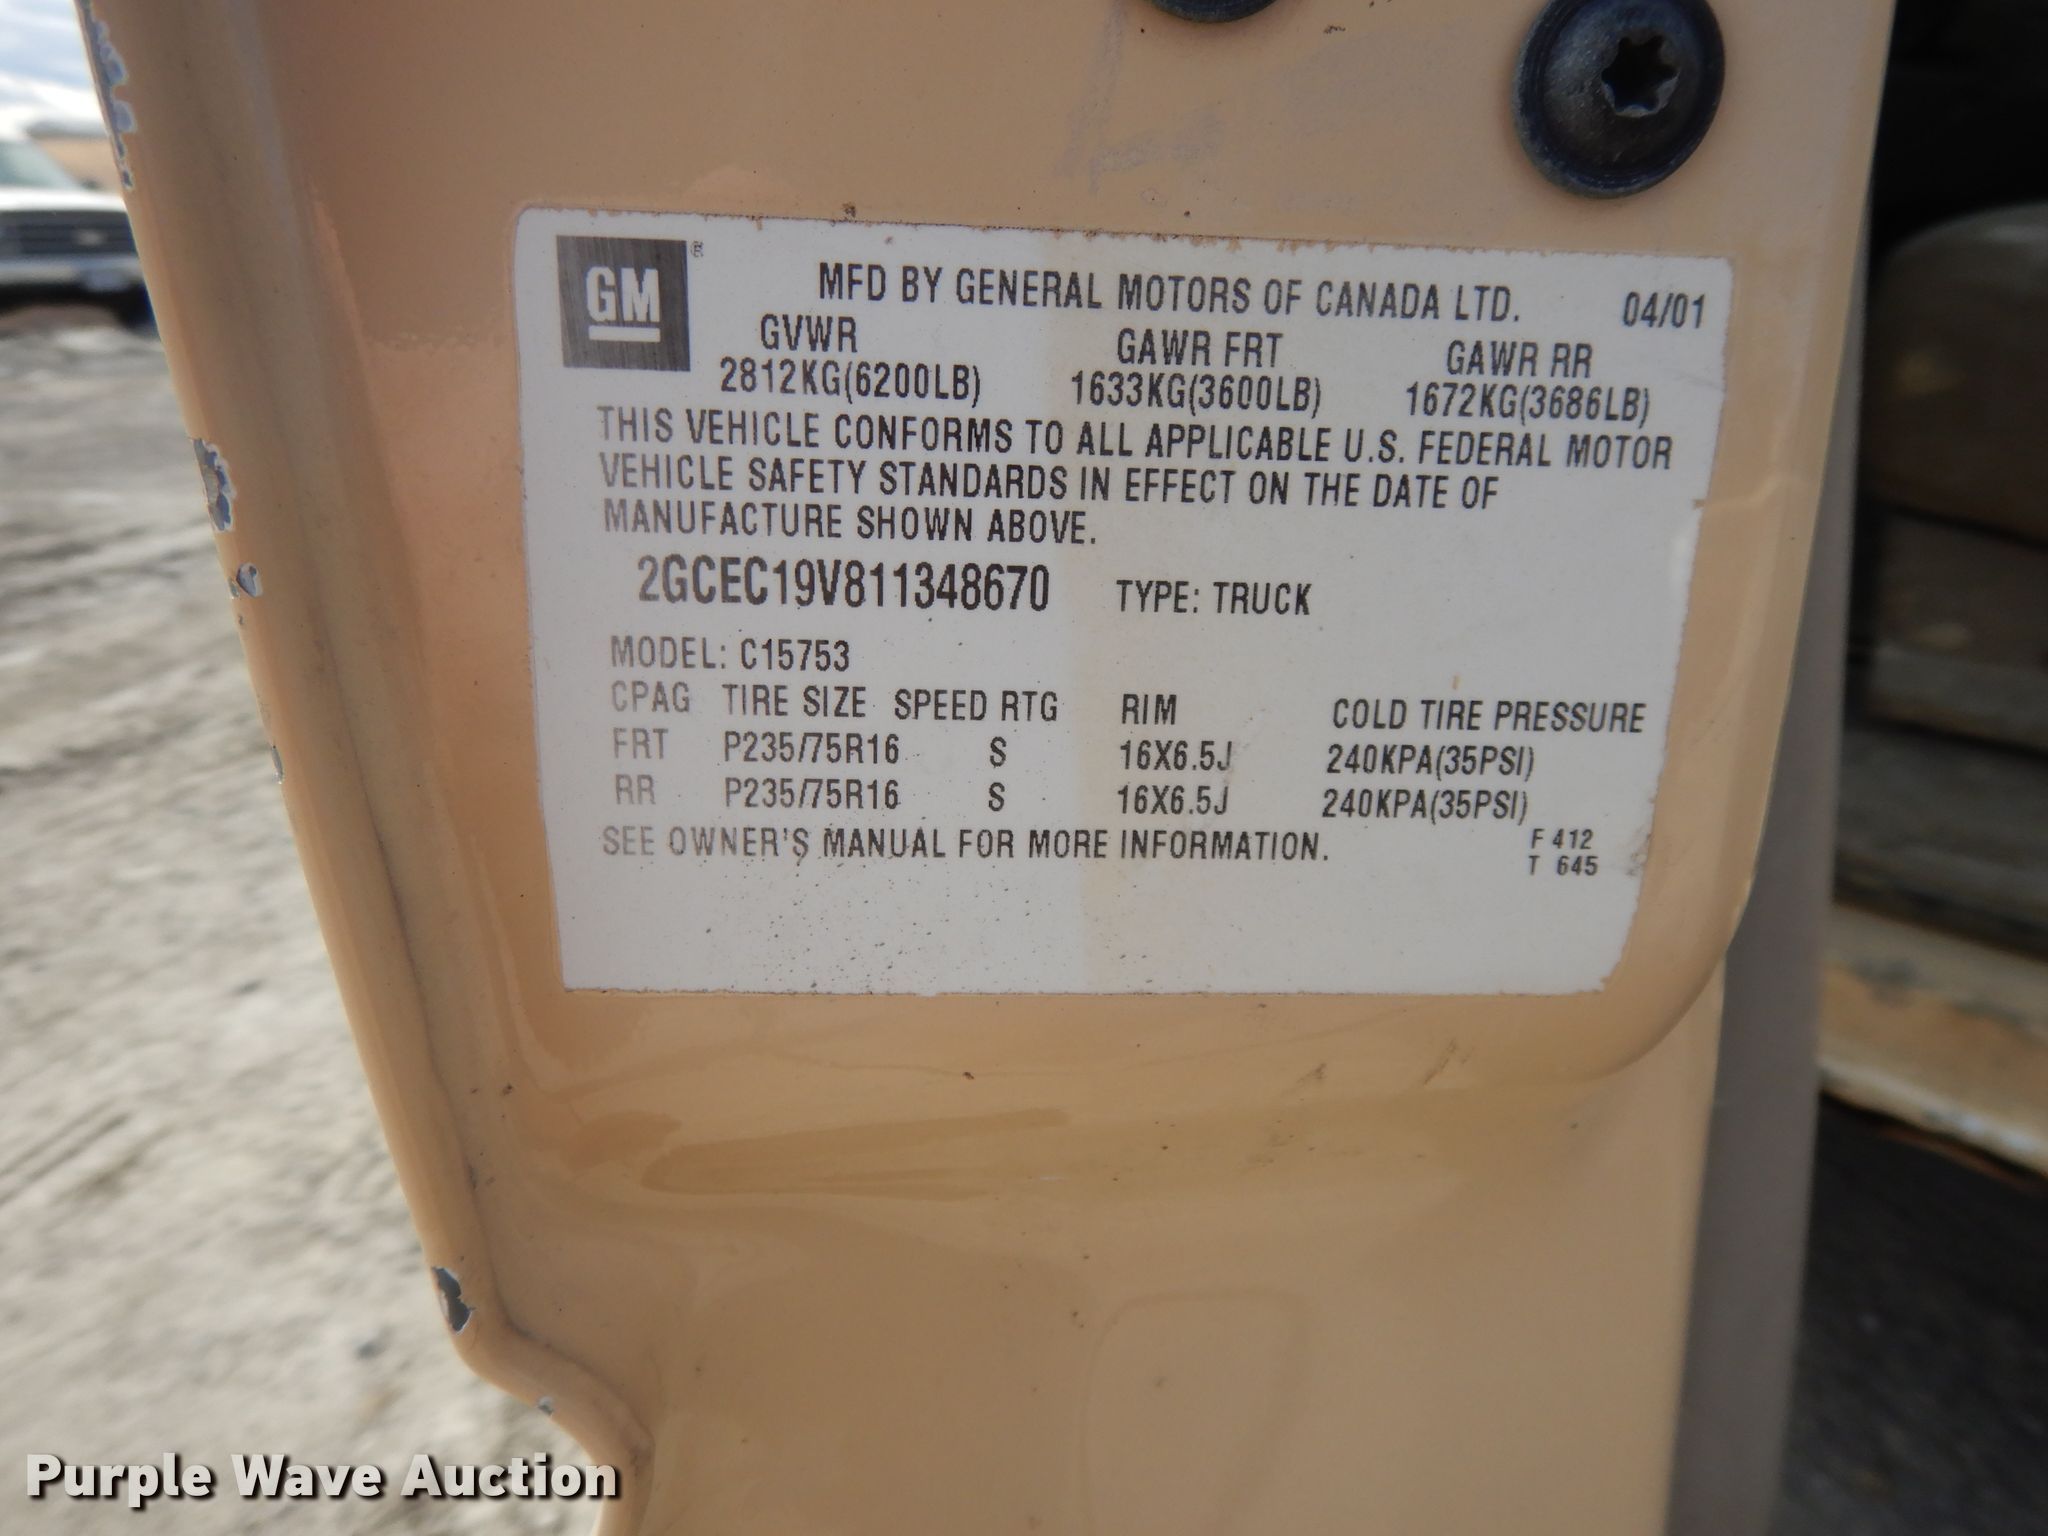 GM ®
MFD BY GENERAL MOTORS OF CANADA LTD. 04/01
GVWR GAWR FRT GAWR RR
2812KG(6200LB) 1633KG(3600LB) 1672KG(3686LB)
THIS VEHICLE CONFORMS TO ALL APPLICABLE U.S. FEDERAL MOTOR
VEHICLE SAFETY STANDARDS IN EFFECT ON THE DATE OF
MANUFACTURE SHOWN ABOVE.
2GCEC19V811348670 TYPE: TRUCK
MODEL: C15753
CPAG TIRE SIZE SPEED RTG RIM COLD TIRE PRESSURE
FRT P235/75R16 S 16X6.5J 240KPA(35PSI)
RR P235/75R16 S 16X6.5J 240KPA(35PSI)
SEE OWNER'S MANUAL FOR MORE INFORMATION.
F 412
T 645
Purple Wave Auction